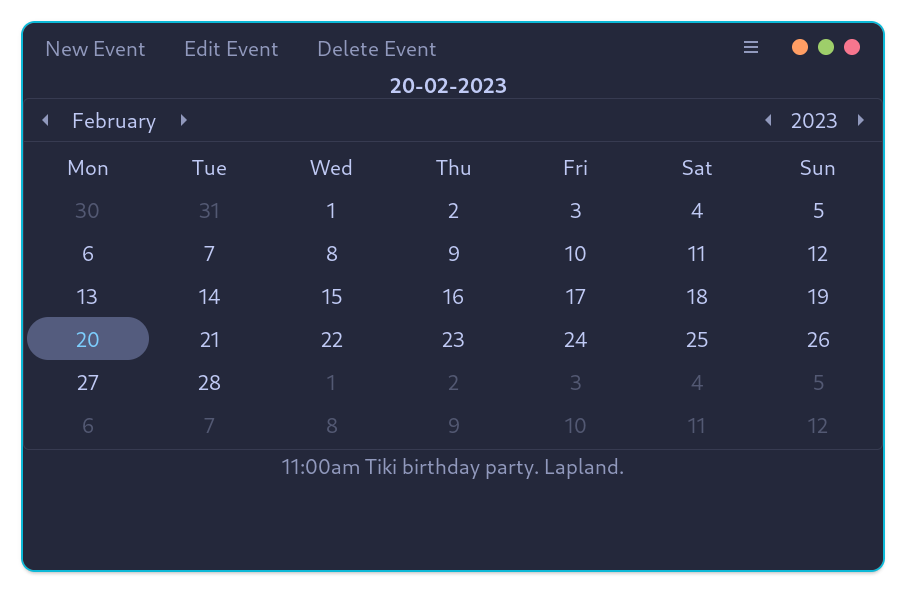 New Event Edit Event Delete Event
20-02-2023
February 2023
Mon Tue Wed Thu Fri Sat Sun
30 31 1 2 3 4 5
6 7 8 9 10 11 12
13 14 15 16 17 18 19
20 21 22 23 24 25 26
27 28 1 2 3 4 5
6 7 8 9 10 11 12
11:00am Tiki birthday party. Lapland.